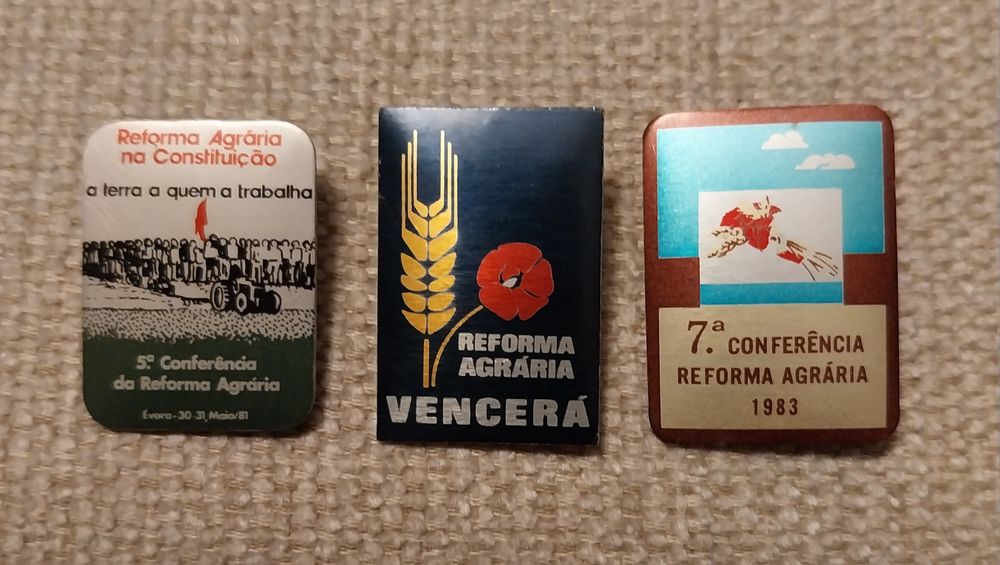 Reforma Agrária
na Constituição
a terra a quem a trabalha
5ª Conferência
da Reforma Agrária
Évora-30-31, Maio/81
REFORMA
AGRÁRIA
VENCERÁ
7.ª CONFERÊNCIA
REFORMA AGRÁRIA
1983